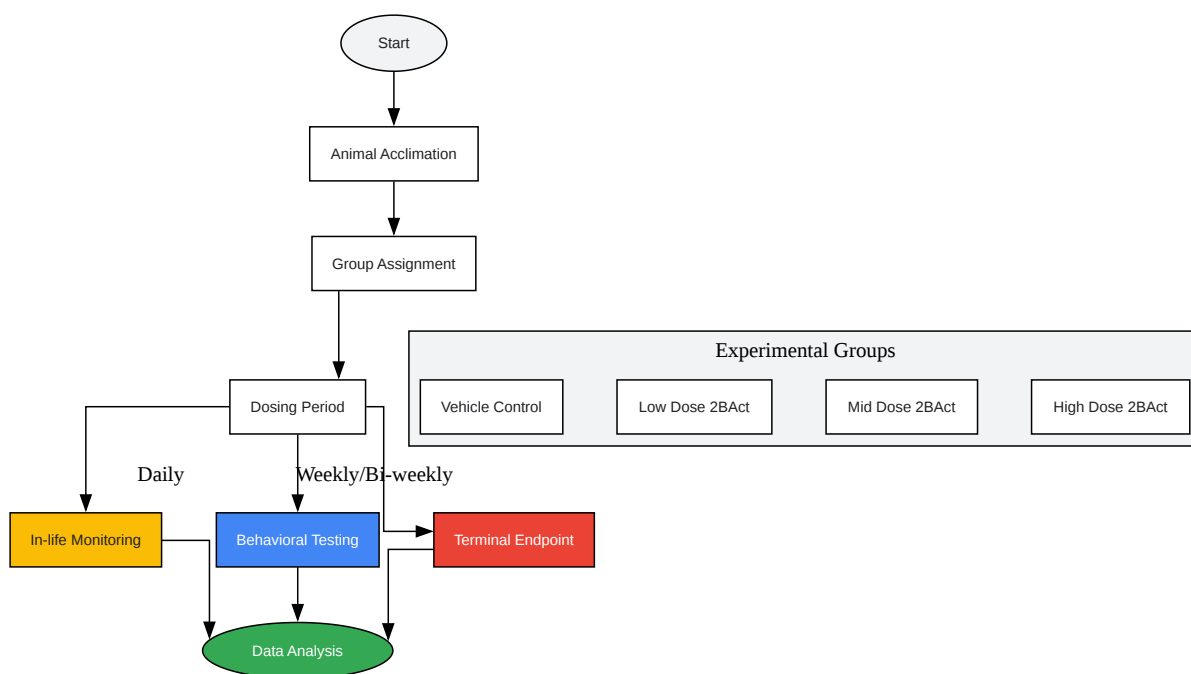 Start
Animal Acclimation
Group Assignment
Experimental Groups
Dosing Period
Vehicle Control
Low Dose 2BAct
Mid Dose 2BAct
High Dose 2BAct
Daily
Weekly/Bi-weekly
In-life Monitoring
Behavioral Testing
Terminal Endpoint
Data Analysis